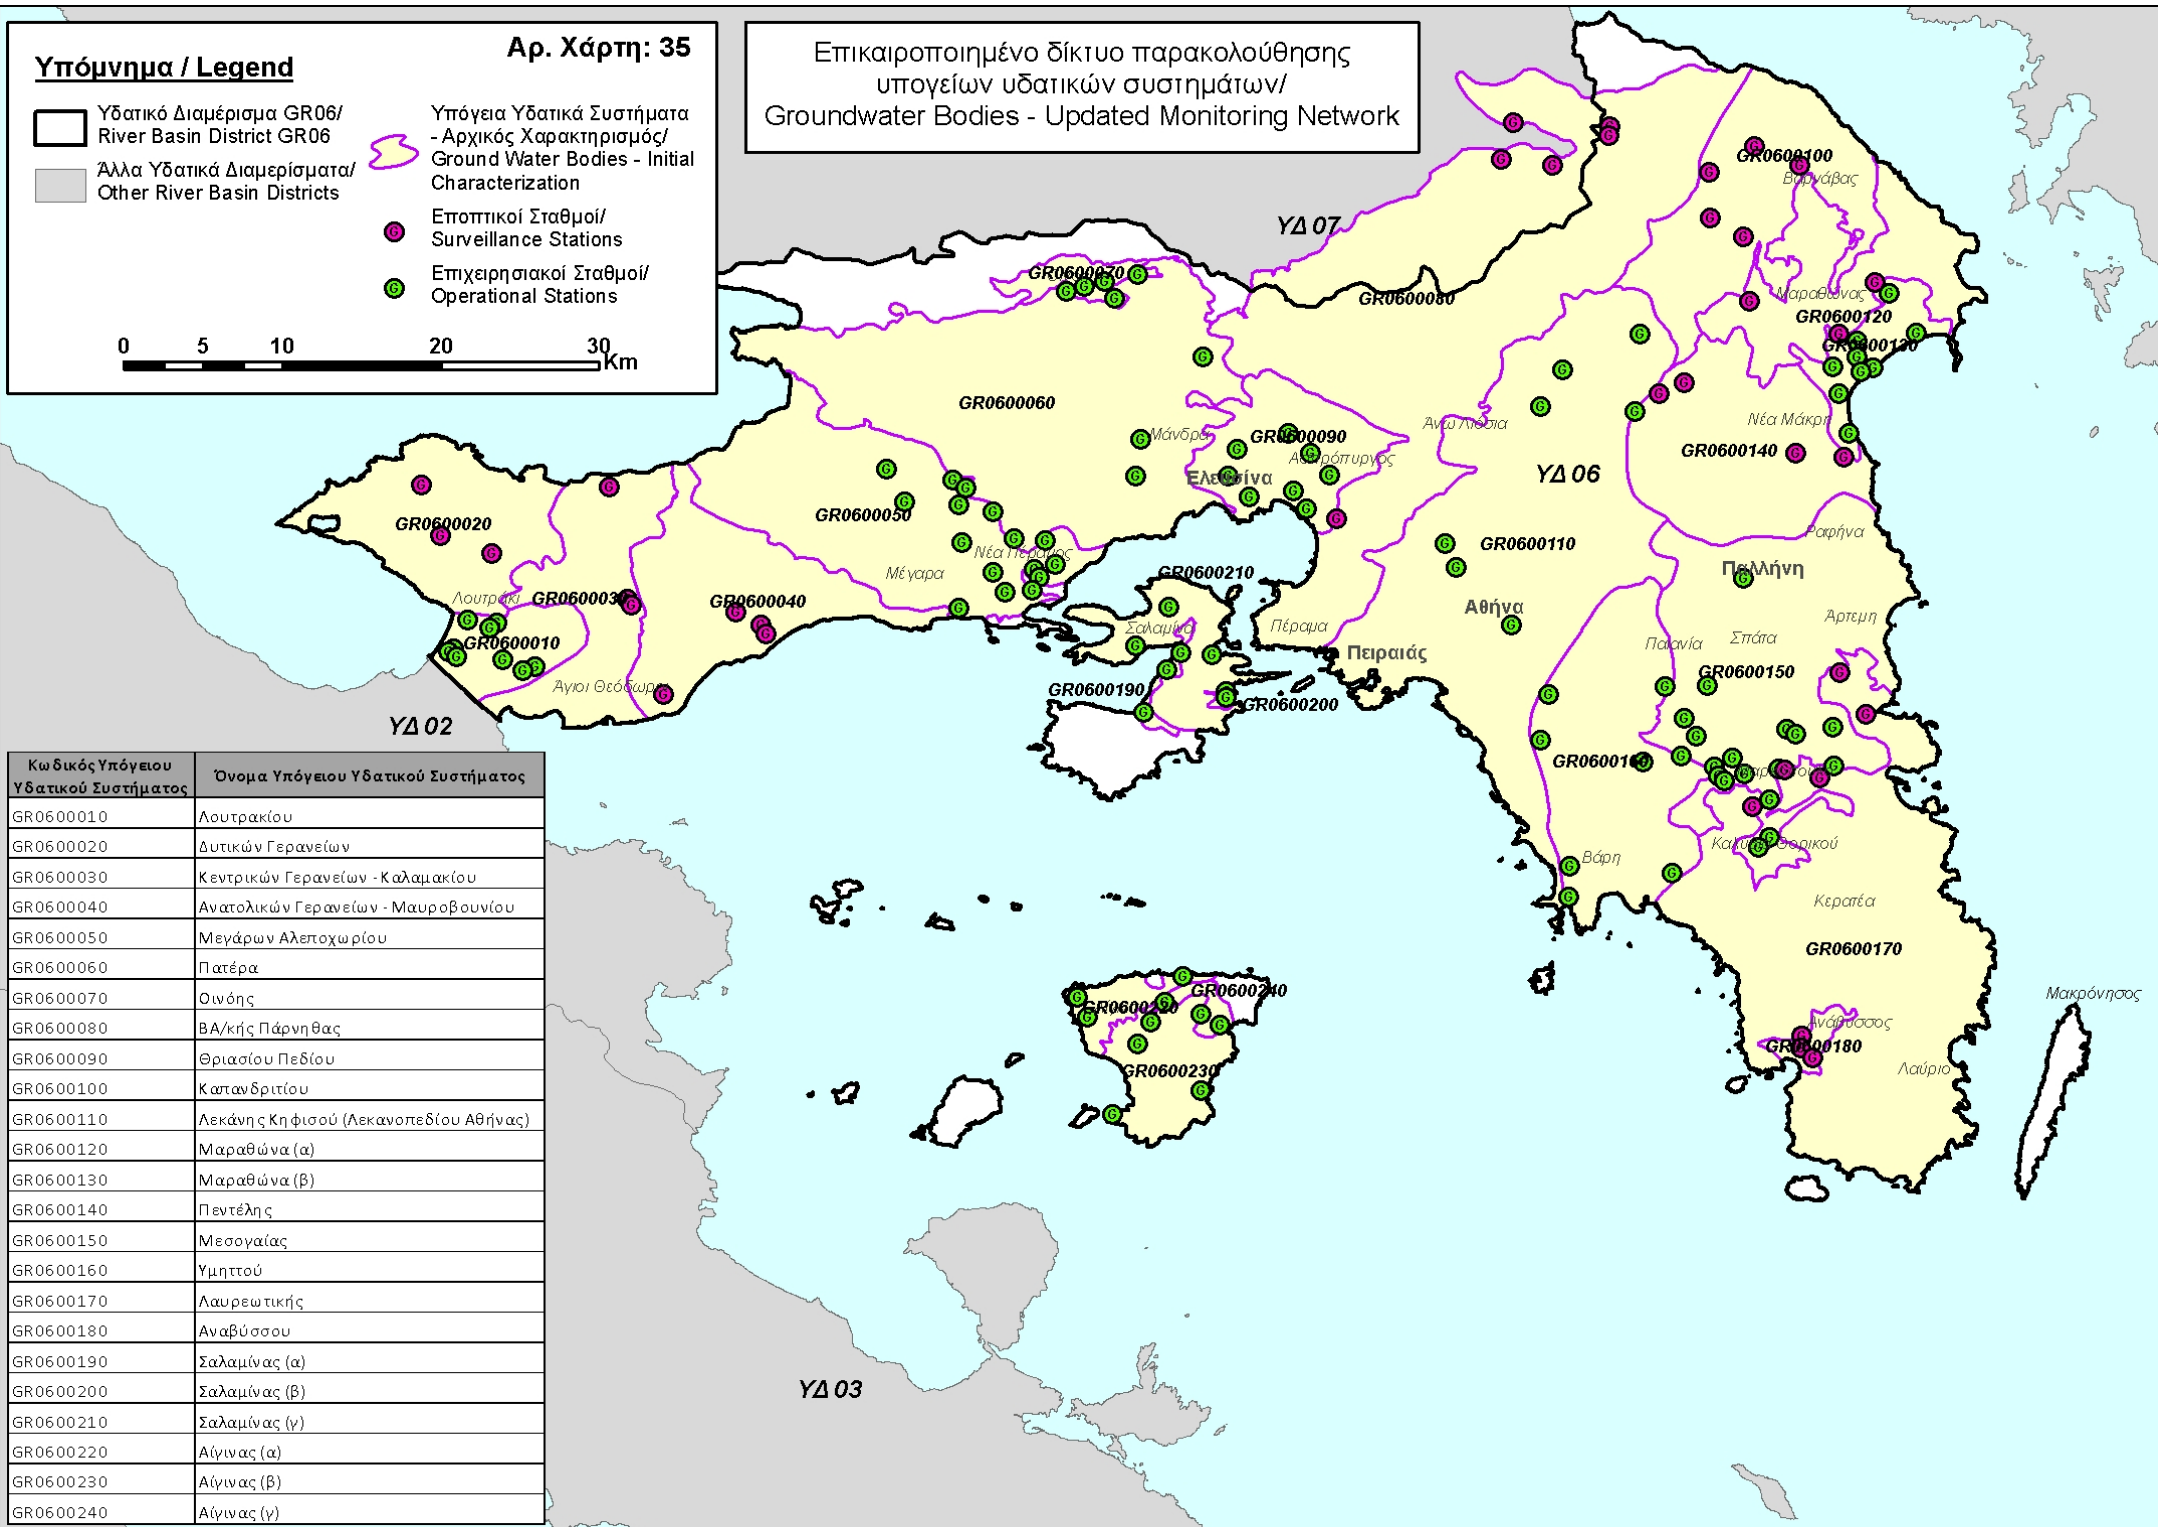 Αρ. Χάρτη: 35
Υπόμνημα / Legend
Υδατικό Διαμέρισμα GR06/
River Basin District GR06
Άλλα Υδατικά Διαμερίσματα/
Other River Basin Districts
Υπόγεια Υδατικά Συστήματα
- Αρχικός Χαρακτηρισμός/
Ground Water Bodies - Initial
Characterization
Εποπτικοί Σταθμοί/
Surveillance Stations
Επιχειρησιακοί Σταθμοί/
Operational Stations
0 5 10 20 30
Km
Επικαιροποιημένο δίκτυο παρακολούθησης
υπογείων υδατικών συστημάτων/
Groundwater Bodies - Updated Monitoring Network
GR0600100
Βαρνάβας
ΥΔ 07
GR0600070
GR0600080
Μαραθώνας
GR0600120
GR0600130
GR0600060
Μάνδρα
GR0600090
Ασπρόπυργος
Ελευσίνα
Άνω Λιόσια
Νέα Μάκρη
GR0600140
ΥΔ 06
GR0600020
GR0600050
Ραφήνα
Νέα Πέραμος
GR0600110
Μέγαρα
GR0600210
Παλλήνη
Λουτράκι
GR0600030
GR0600040
Αθήνα
Άρτεμη
GR0600010
Σαλαμίνα
Πέραμα
Πειραιάς
Παιανία
Σπάτα
GR0600150
Άγιοι Θεόδωροι
GR0600190
GR0600200
ΥΔ 02
GR0600160
Βάρη
Καλύβια Θορικού
Κερατέα
GR0600170
GR0600240
GR0600220
Μακρόνησος
Ανάβυσσος
GR0600180
GR0600230
Λαύριο
ΥΔ 03
Κωδικός Υπόγειου
Υδατικού Συστήματος
Όνομα Υπόγειου Υδατικού Συστήματος
GR0600010 Λουτρακίου
GR0600020 Δυτικών Γερανείων
GR0600030 Κεντρικών Γερανείων - Καλαμακίου
GR0600040 Ανατολικών Γερανείων - Μαυροβουνίου
GR0600050 Μεγάρων Αλεποχωρίου
GR0600060 Πατέρα
GR0600070 Οινόης
GR0600080 ΒΑ/κής Πάρνηθας
GR0600090 Θριασίου Πεδίου
GR0600100 Καπανδριτίου
GR0600110 Λεκάνης Κηφισού (Λεκανοπεδίου Αθήνας)
GR0600120 Μαραθώνα (α)
GR0600130 Μαραθώνα (β)
GR0600140 Πεντέλης
GR0600150 Μεσογαίας
GR0600160 Υμηττού
GR0600170 Λαυρεωτικής
GR0600180 Αναβύσσου
GR0600190 Σαλαμίνας (α)
GR0600200 Σαλαμίνας (β)
GR0600210 Σαλαμίνας (γ)
GR0600220 Αίγινας (α)
GR0600230 Αίγινας (β)
GR0600240 Αίγινας (γ)